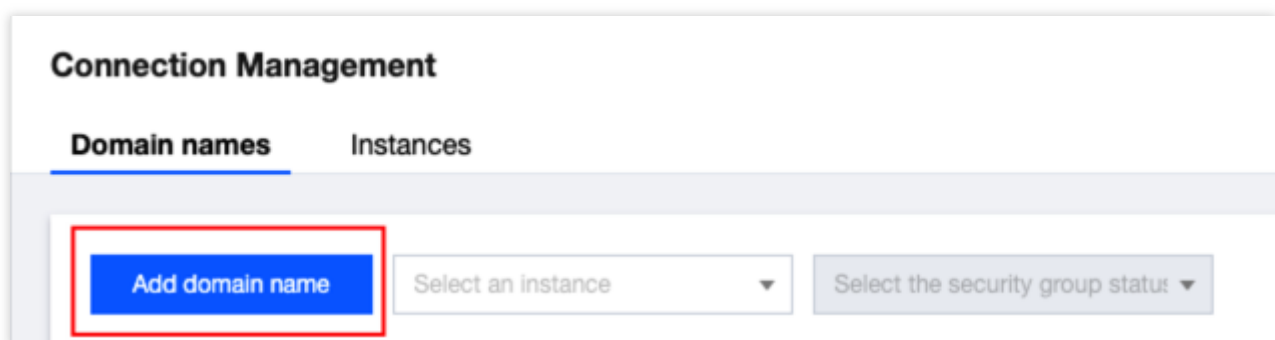 Connection Management
Domain names Instances
Add domain name Select an instance Select the security group status